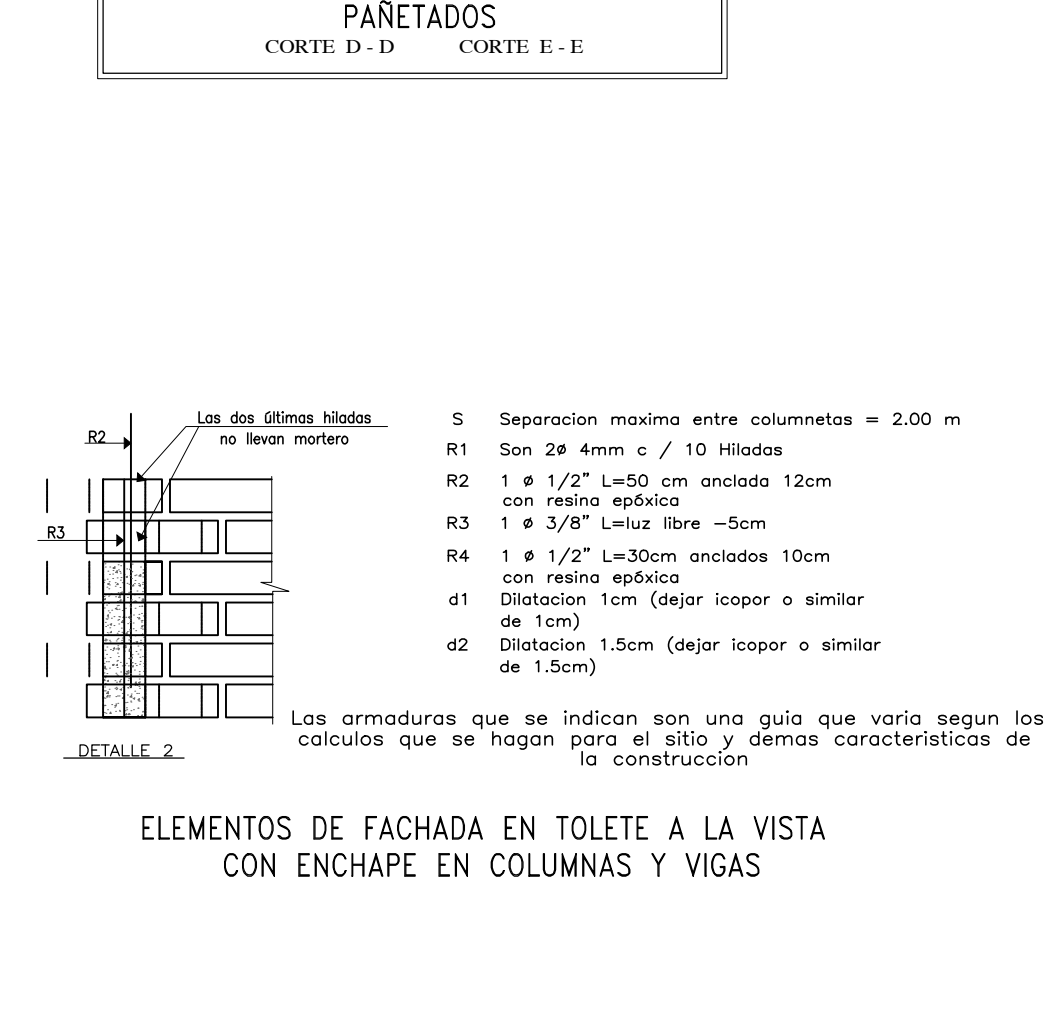 PAÑETADOS
CORTE D - D CORTE E - E
Las dos últimas hiladas
no llevan mortero
R2
R3
DETALLE 2
S Separacion maxima entre columnetas = 2.00 m
R1 Son 2ø 4mm c / 10 Hiladas
R2 1 ø 1/2” L=50 cm anclada 12cm
con resina epóxica
R3 1 ø 3/8” L=luz libre –5cm
R4 1 ø 1/2” L=30cm anclados 10cm
con resina epóxica
d1 Dilatacion 1cm (dejar icopor o similar
de 1cm)
d2 Dilatacion 1.5cm (dejar icopor o similar
de 1.5cm)
Las armaduras que se indican son una guia que varia segun los
calculos que se hagan para el sitio y demas caracteristicas de
la construccion
ELEMENTOS DE FACHADA EN TOLETE A LA VISTA
CON ENCHAPE EN COLUMNAS Y VIGAS